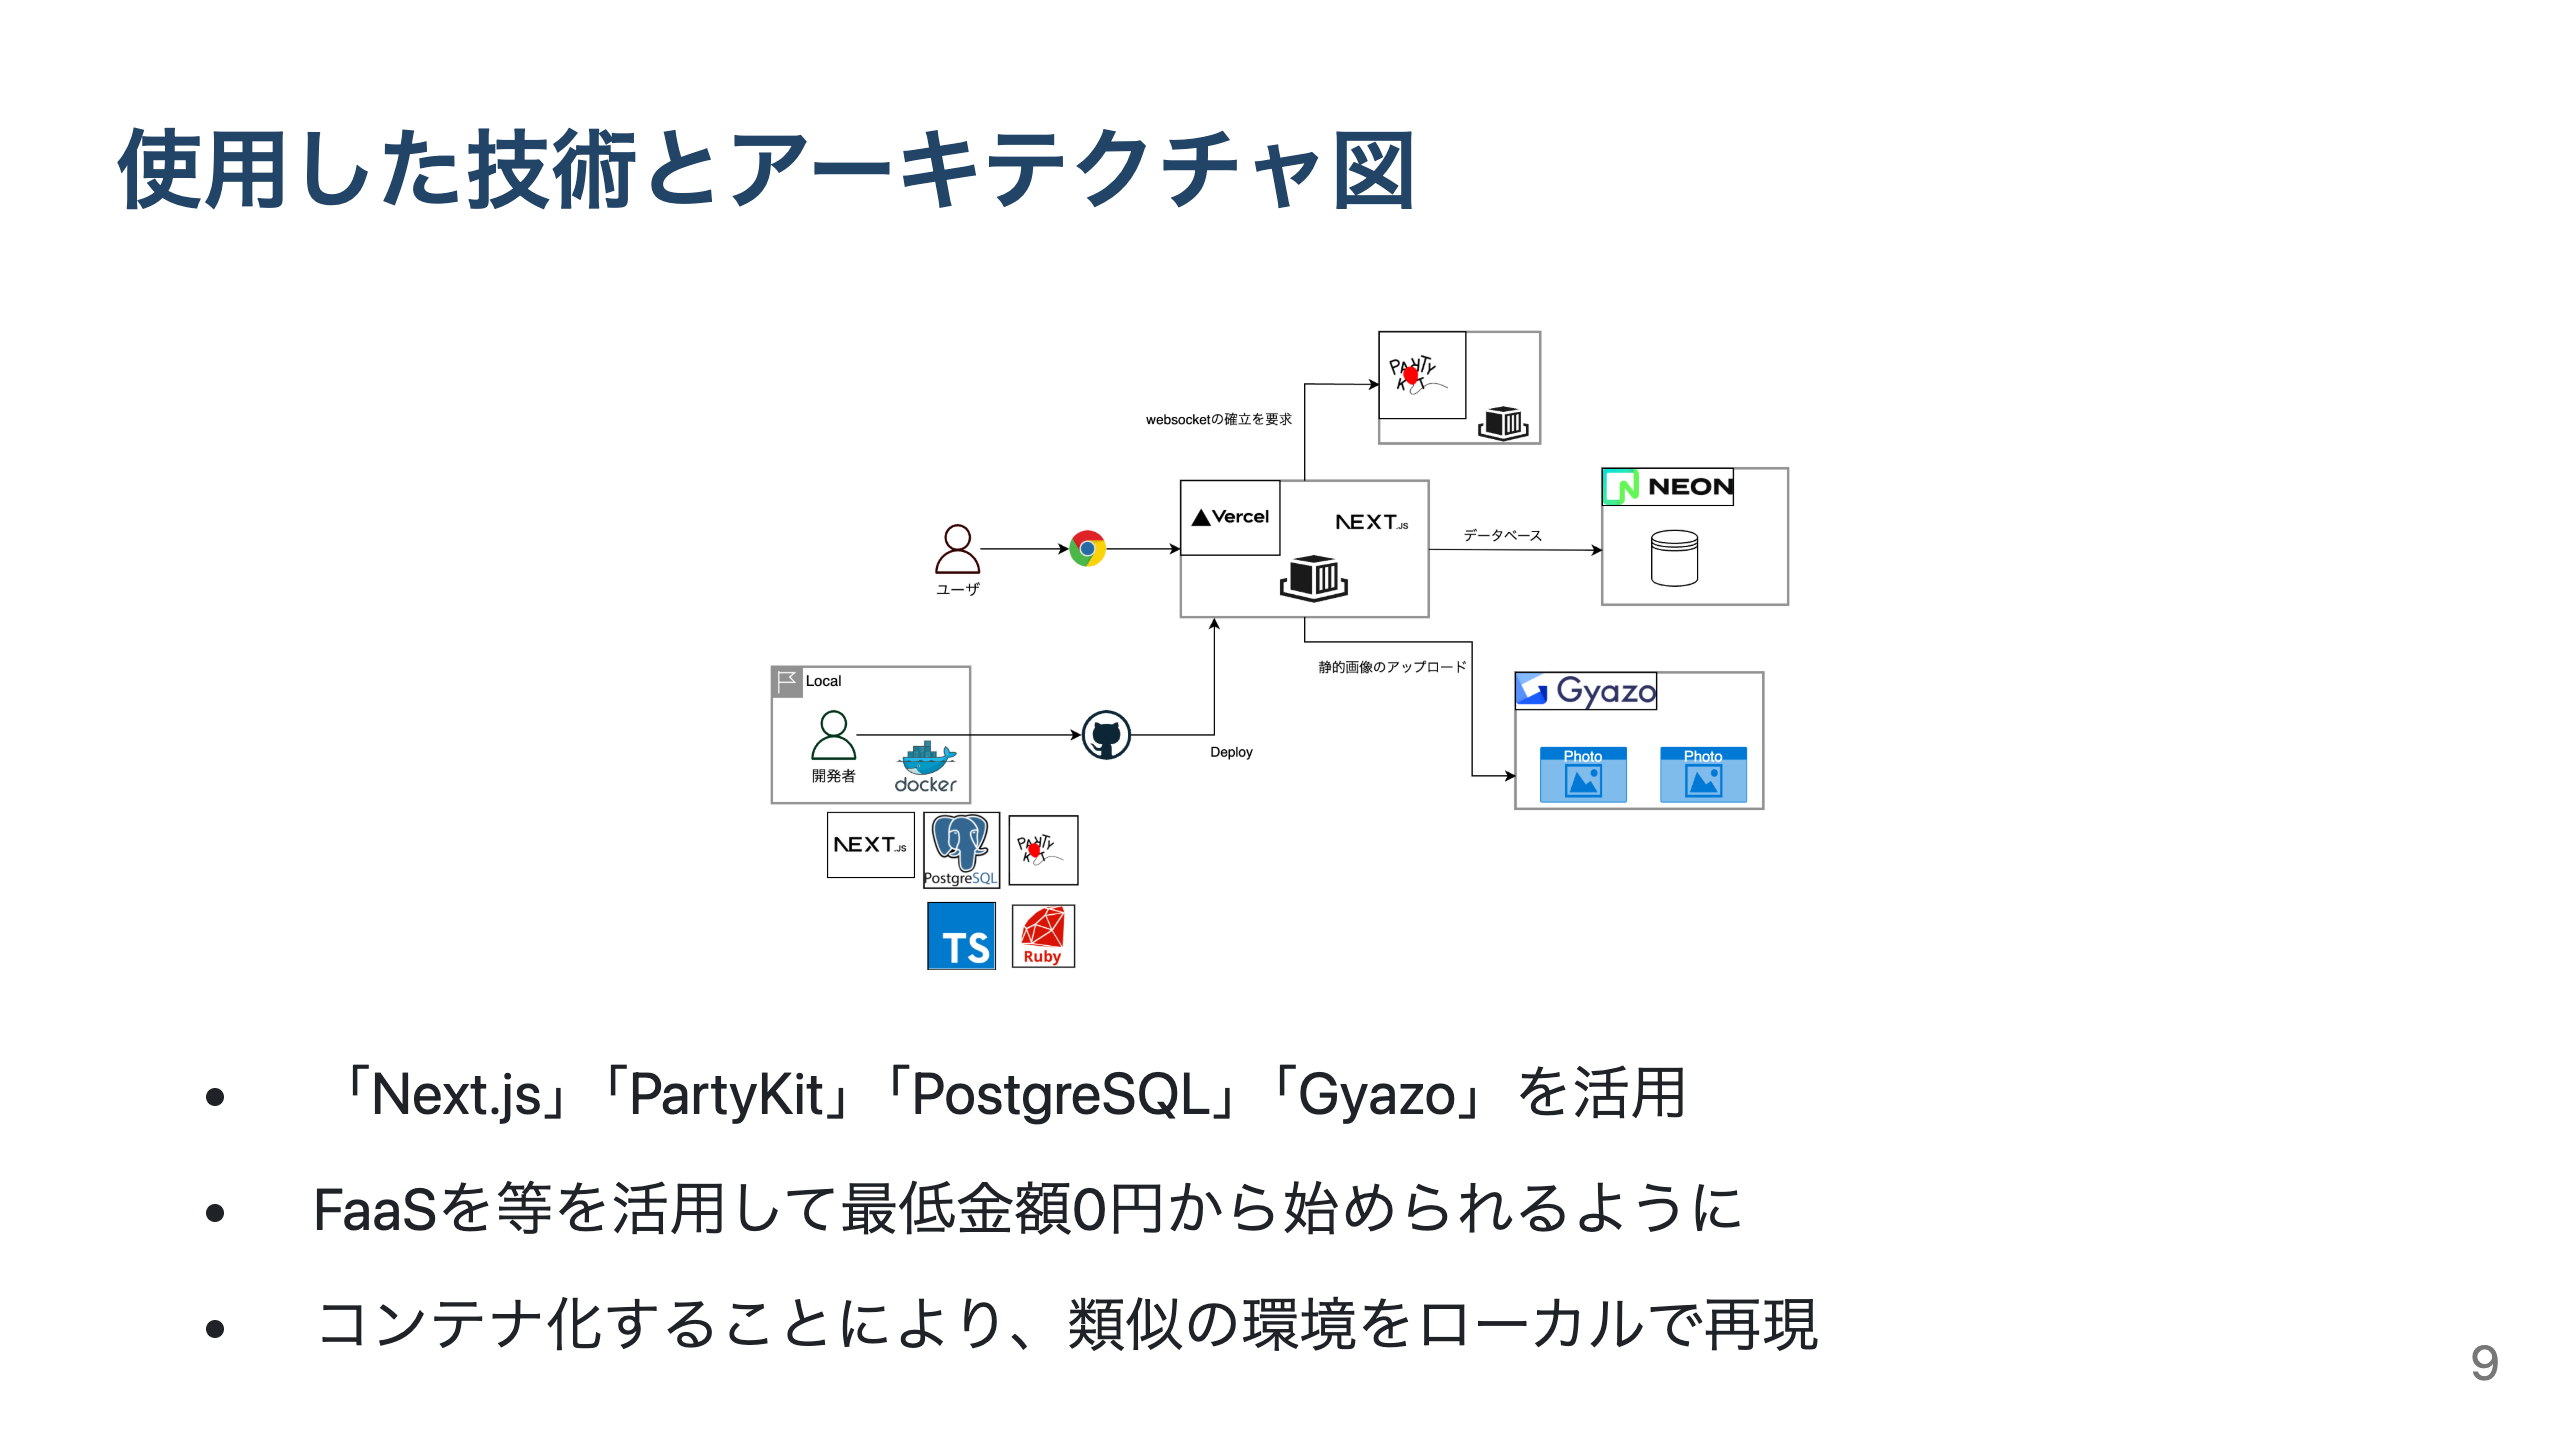 使用した技術とアーキテクチャ図
PARTY
KIT
websocketの確立を要求
Vercel
NEXT.JS
NEON
データベース
ユーザ
静的画像のアップロード
Local
Gyazo
開発者
docker
Deploy
Photo
Photo
NEXT.JS
PostgreSQL
PARTY
KIT
TS
Ruby
• 「Next.js」「PartyKit」「PostgreSQL」「Gyazo」を活用
• FaaSを等を活用して最低金額0円から始められるように
• コンテナ化することにより、類似の環境をローカルで再現
9